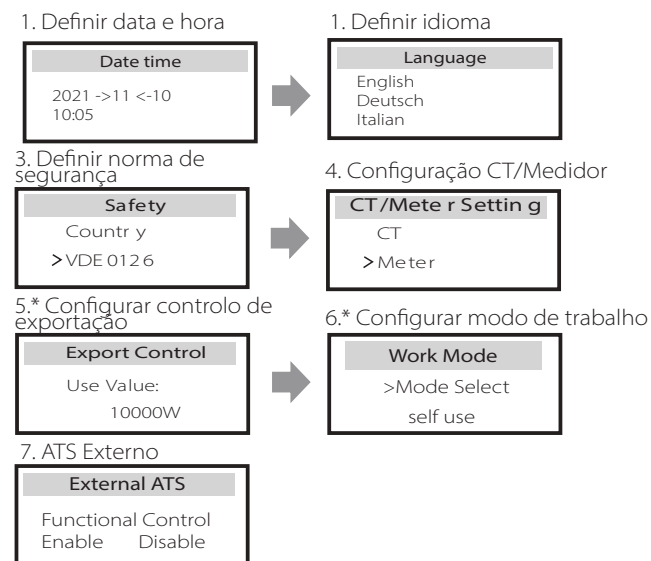 1. Definir data e hora
Date time
2021 ->11 <-10
10:05
1. Definir idioma
Language
English
Deutsch
Italian
3. Definir norma de
segurança
Safety
Countr y
>VDE 0126
4. Configuração CT/Medidor
CT/Mete r Settin g
CT
>Meter
5.* Configurar controlo de
exportação
Export Control
Use Value:
10000W
6.* Configurar modo de trabalho
Work Mode
>Mode Select
self use
7. ATS Externo
External ATS
Functional Control
Enable Disable